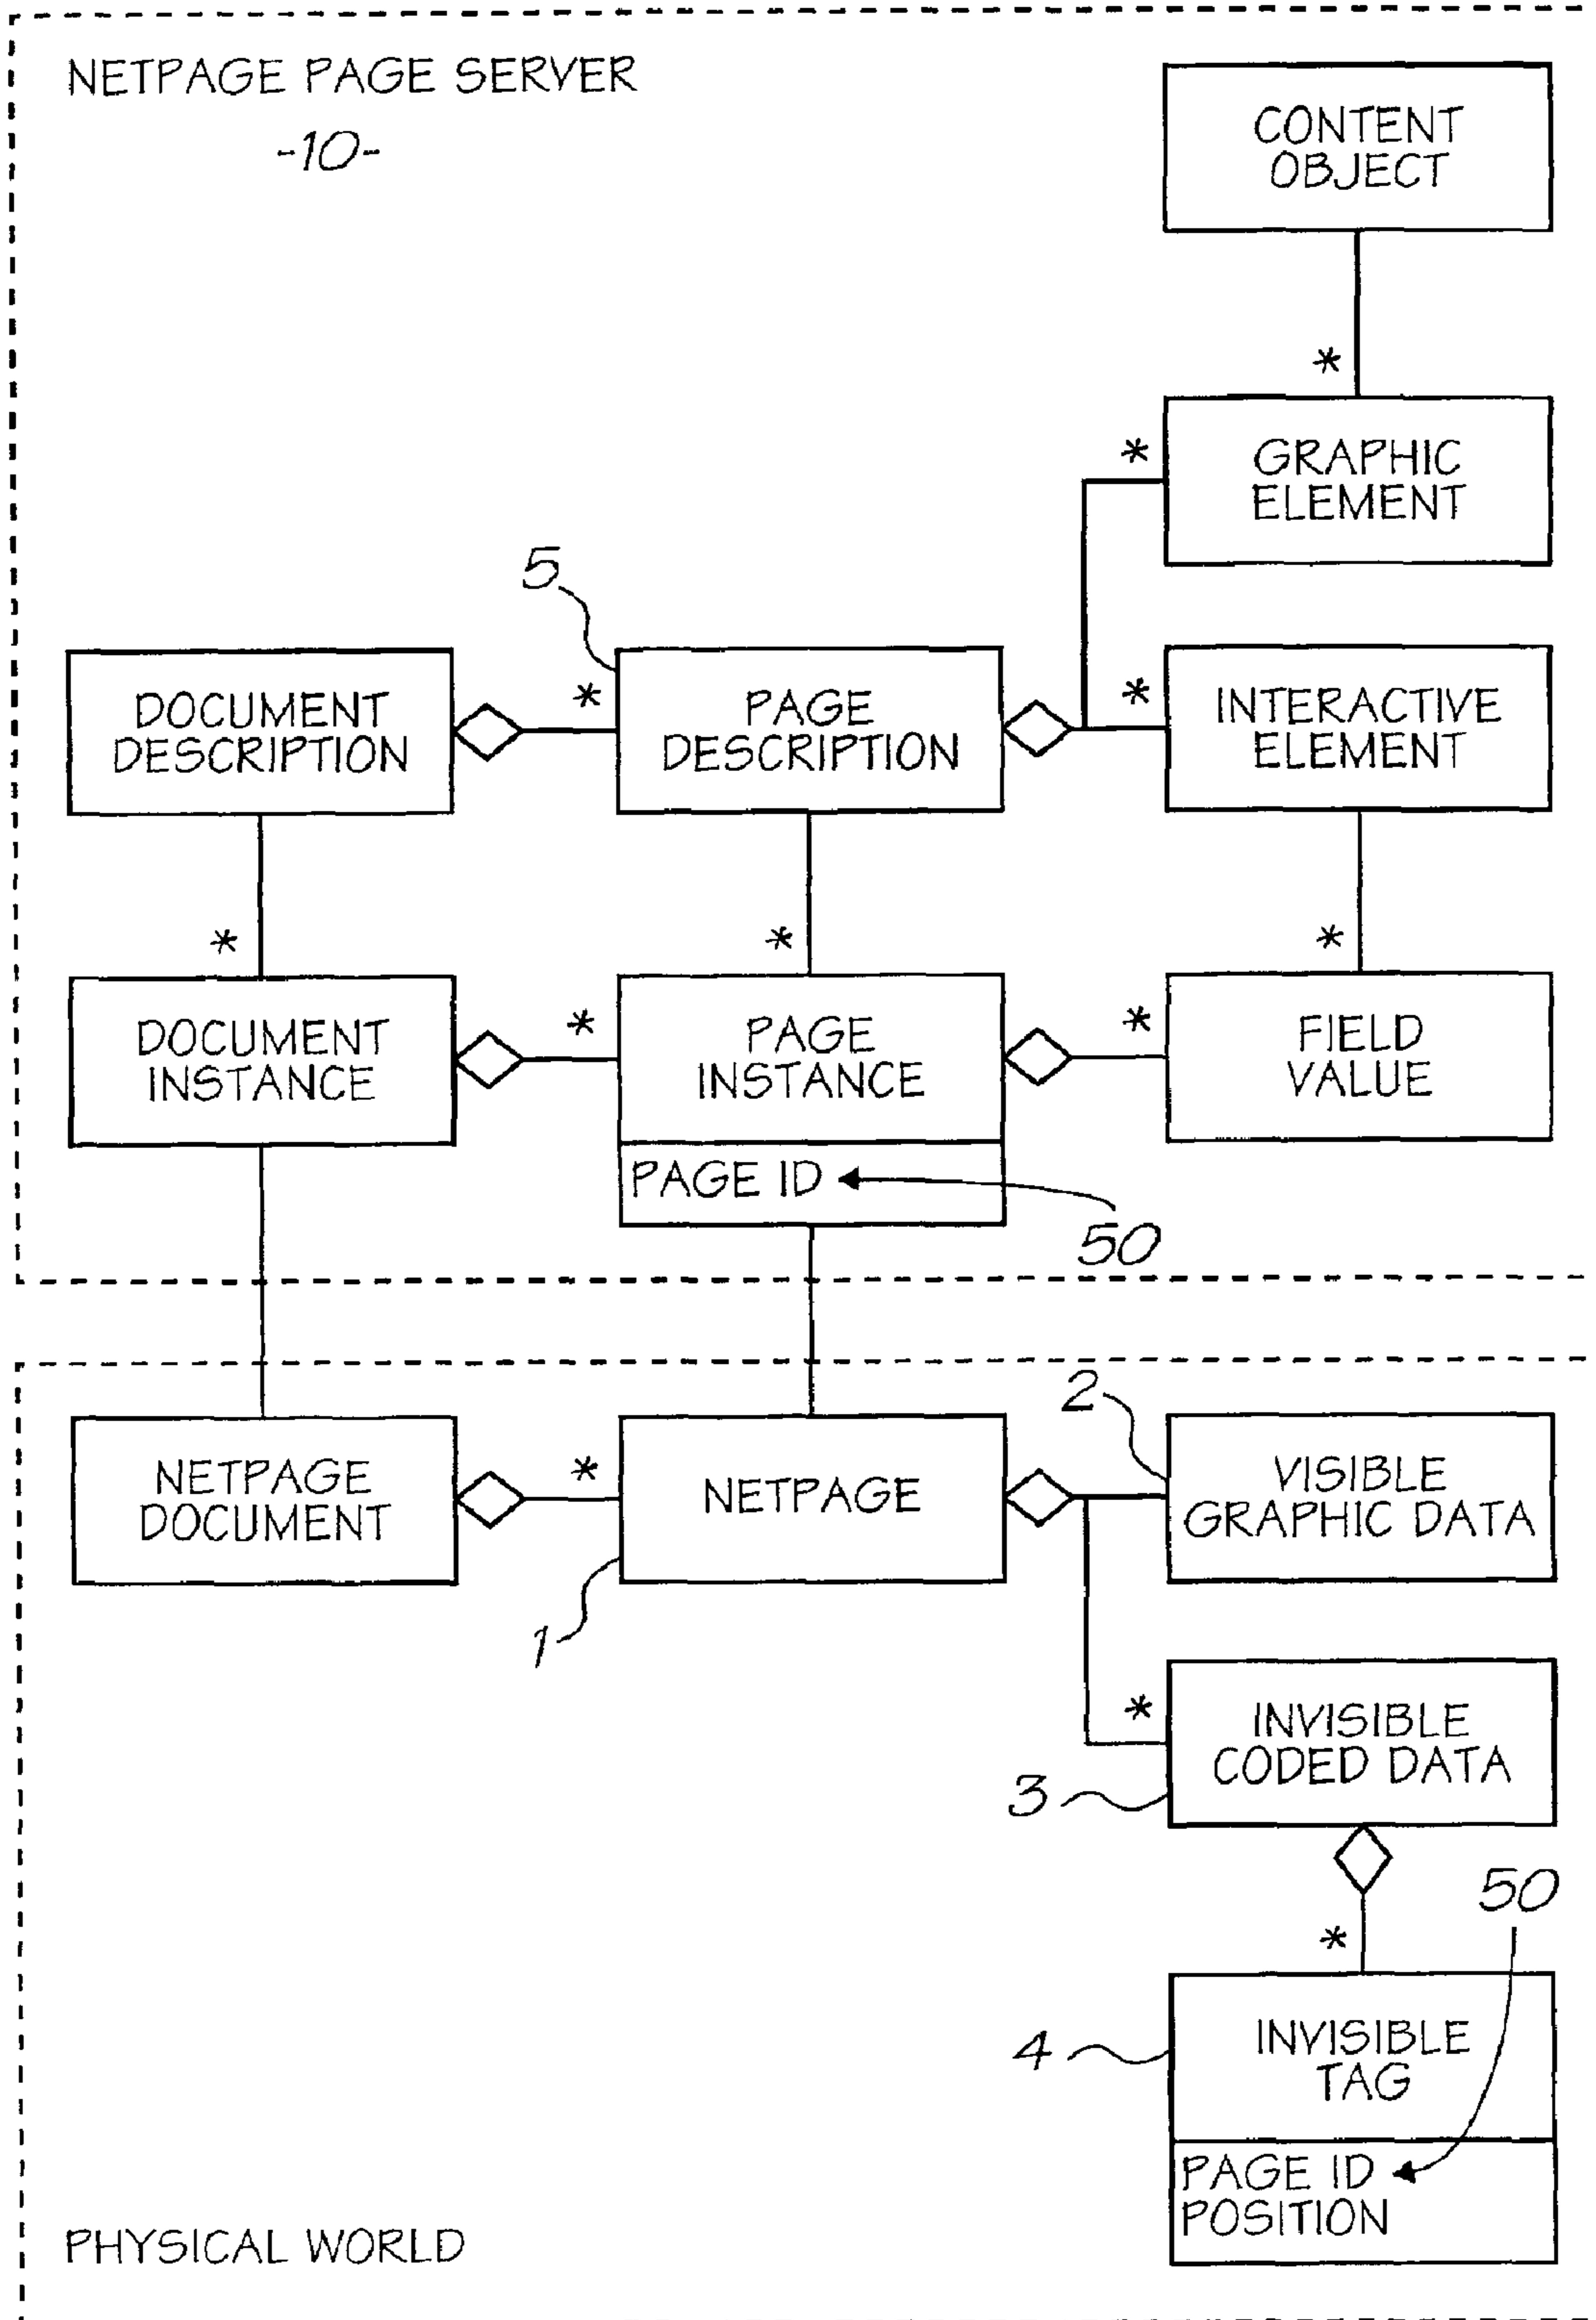 NETPAGE PAGE SERVER
-10-
CONTENT
OBJECT
*
*
GRAPHIC
ELEMENT
5
DOCUMENT
DESCRIPTION
*
PAGE
DESCRIPTION
*
INTERACTIVE
ELEMENT
*
*
*
DOCUMENT
INSTANCE
*
PAGE
INSTANCE
*
FIELD
VALUE
PAGE ID
50
2
NETPAGE
DOCUMENT
*
NETPAGE
VISIBLE
GRAPHIC DATA
1
*
INVISIBLE
CODED DATA
3
50
*
4
INVISIBLE
TAG
PAGE ID
POSITION
PHYSICAL WORLD